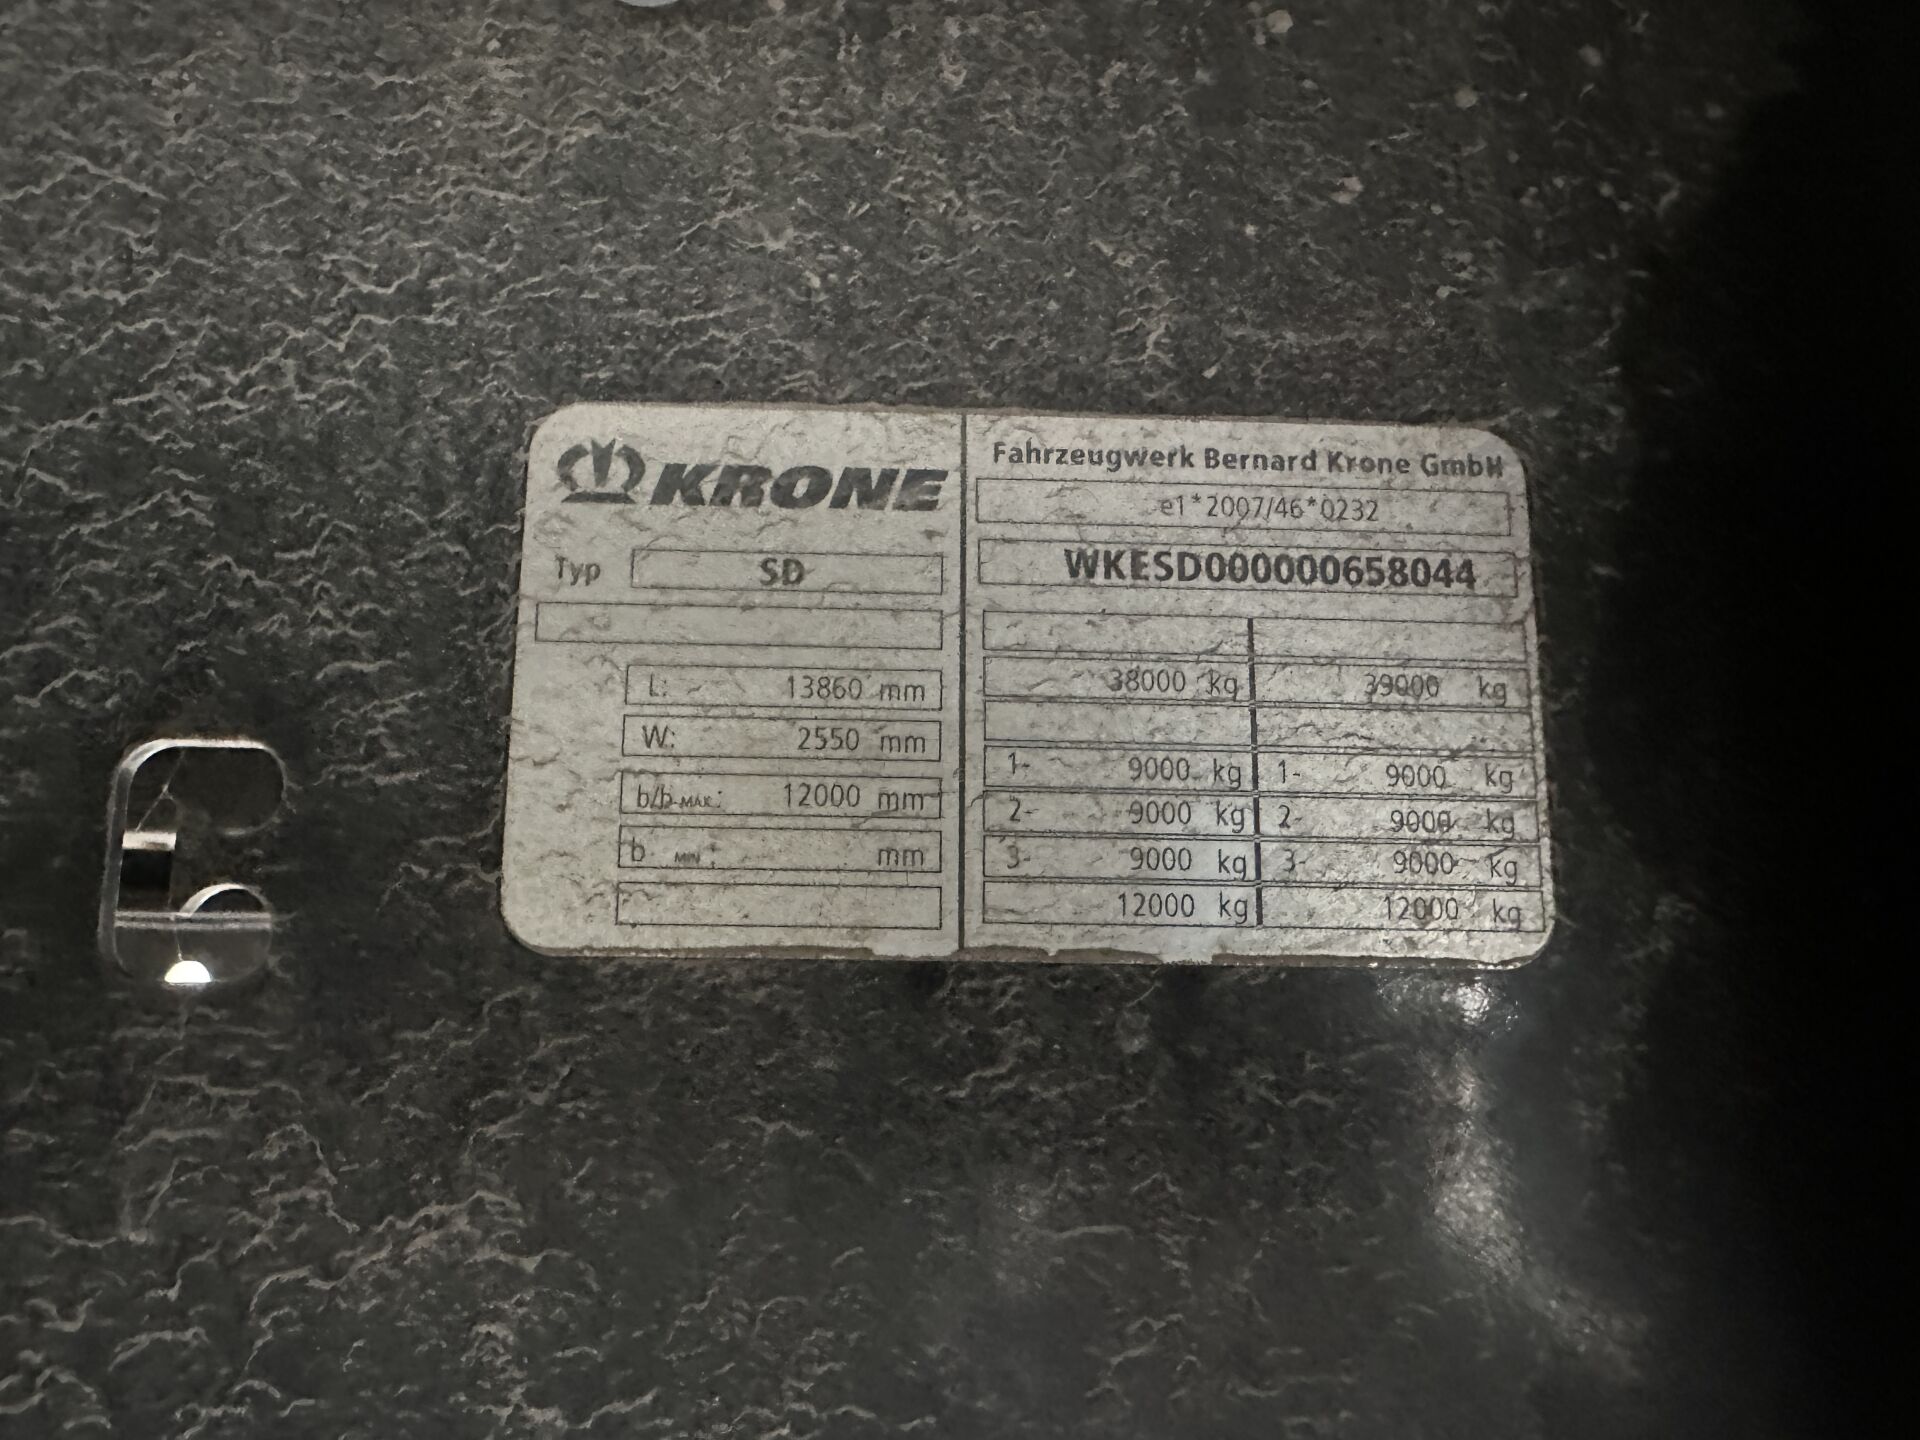 KRONE
Typ SD
L: 13860 mm
W: 2550 mm
b/b MAX: 12000 mm
b MIN: mm
Fahrzeugwerk Bernard Krone GmbH
e1*2007/46*0232
WKESD000000658044
38000 kg 39000 kg
1- 9000 kg 1- 9000 kg
2- 9000 kg 2- 9000 kg
3- 9000 kg 3- 9000 kg
12000 kg 12000 kg